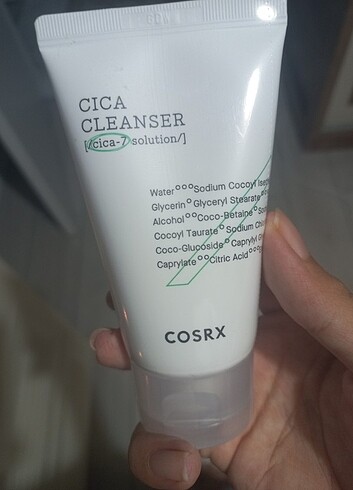 CICA
CLEANSER
[/cica-7 solution/]
Water°°°Sodium Cocoyl
Glycerin° Glyceryl Stearate
Alcohol°°Coco-Betaine°
Cocoyl Taurate° Sodium
Coco-Glucoside° Caprylyl
Caprylate°°Citric Acid°°°
COSRX